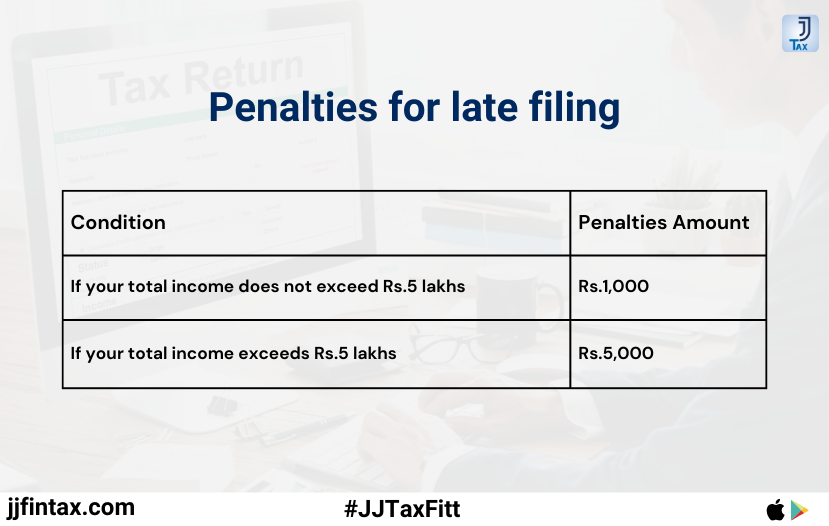 J
TAX
Tax Return
Penalties for late filing
Condition
Penalties Amount
If your total income does not exceed Rs.5 lakhs
Rs.1,000
If your total income exceeds Rs.5 lakhs
Rs.5,000
jjfintax.com
#JJTaxFitt